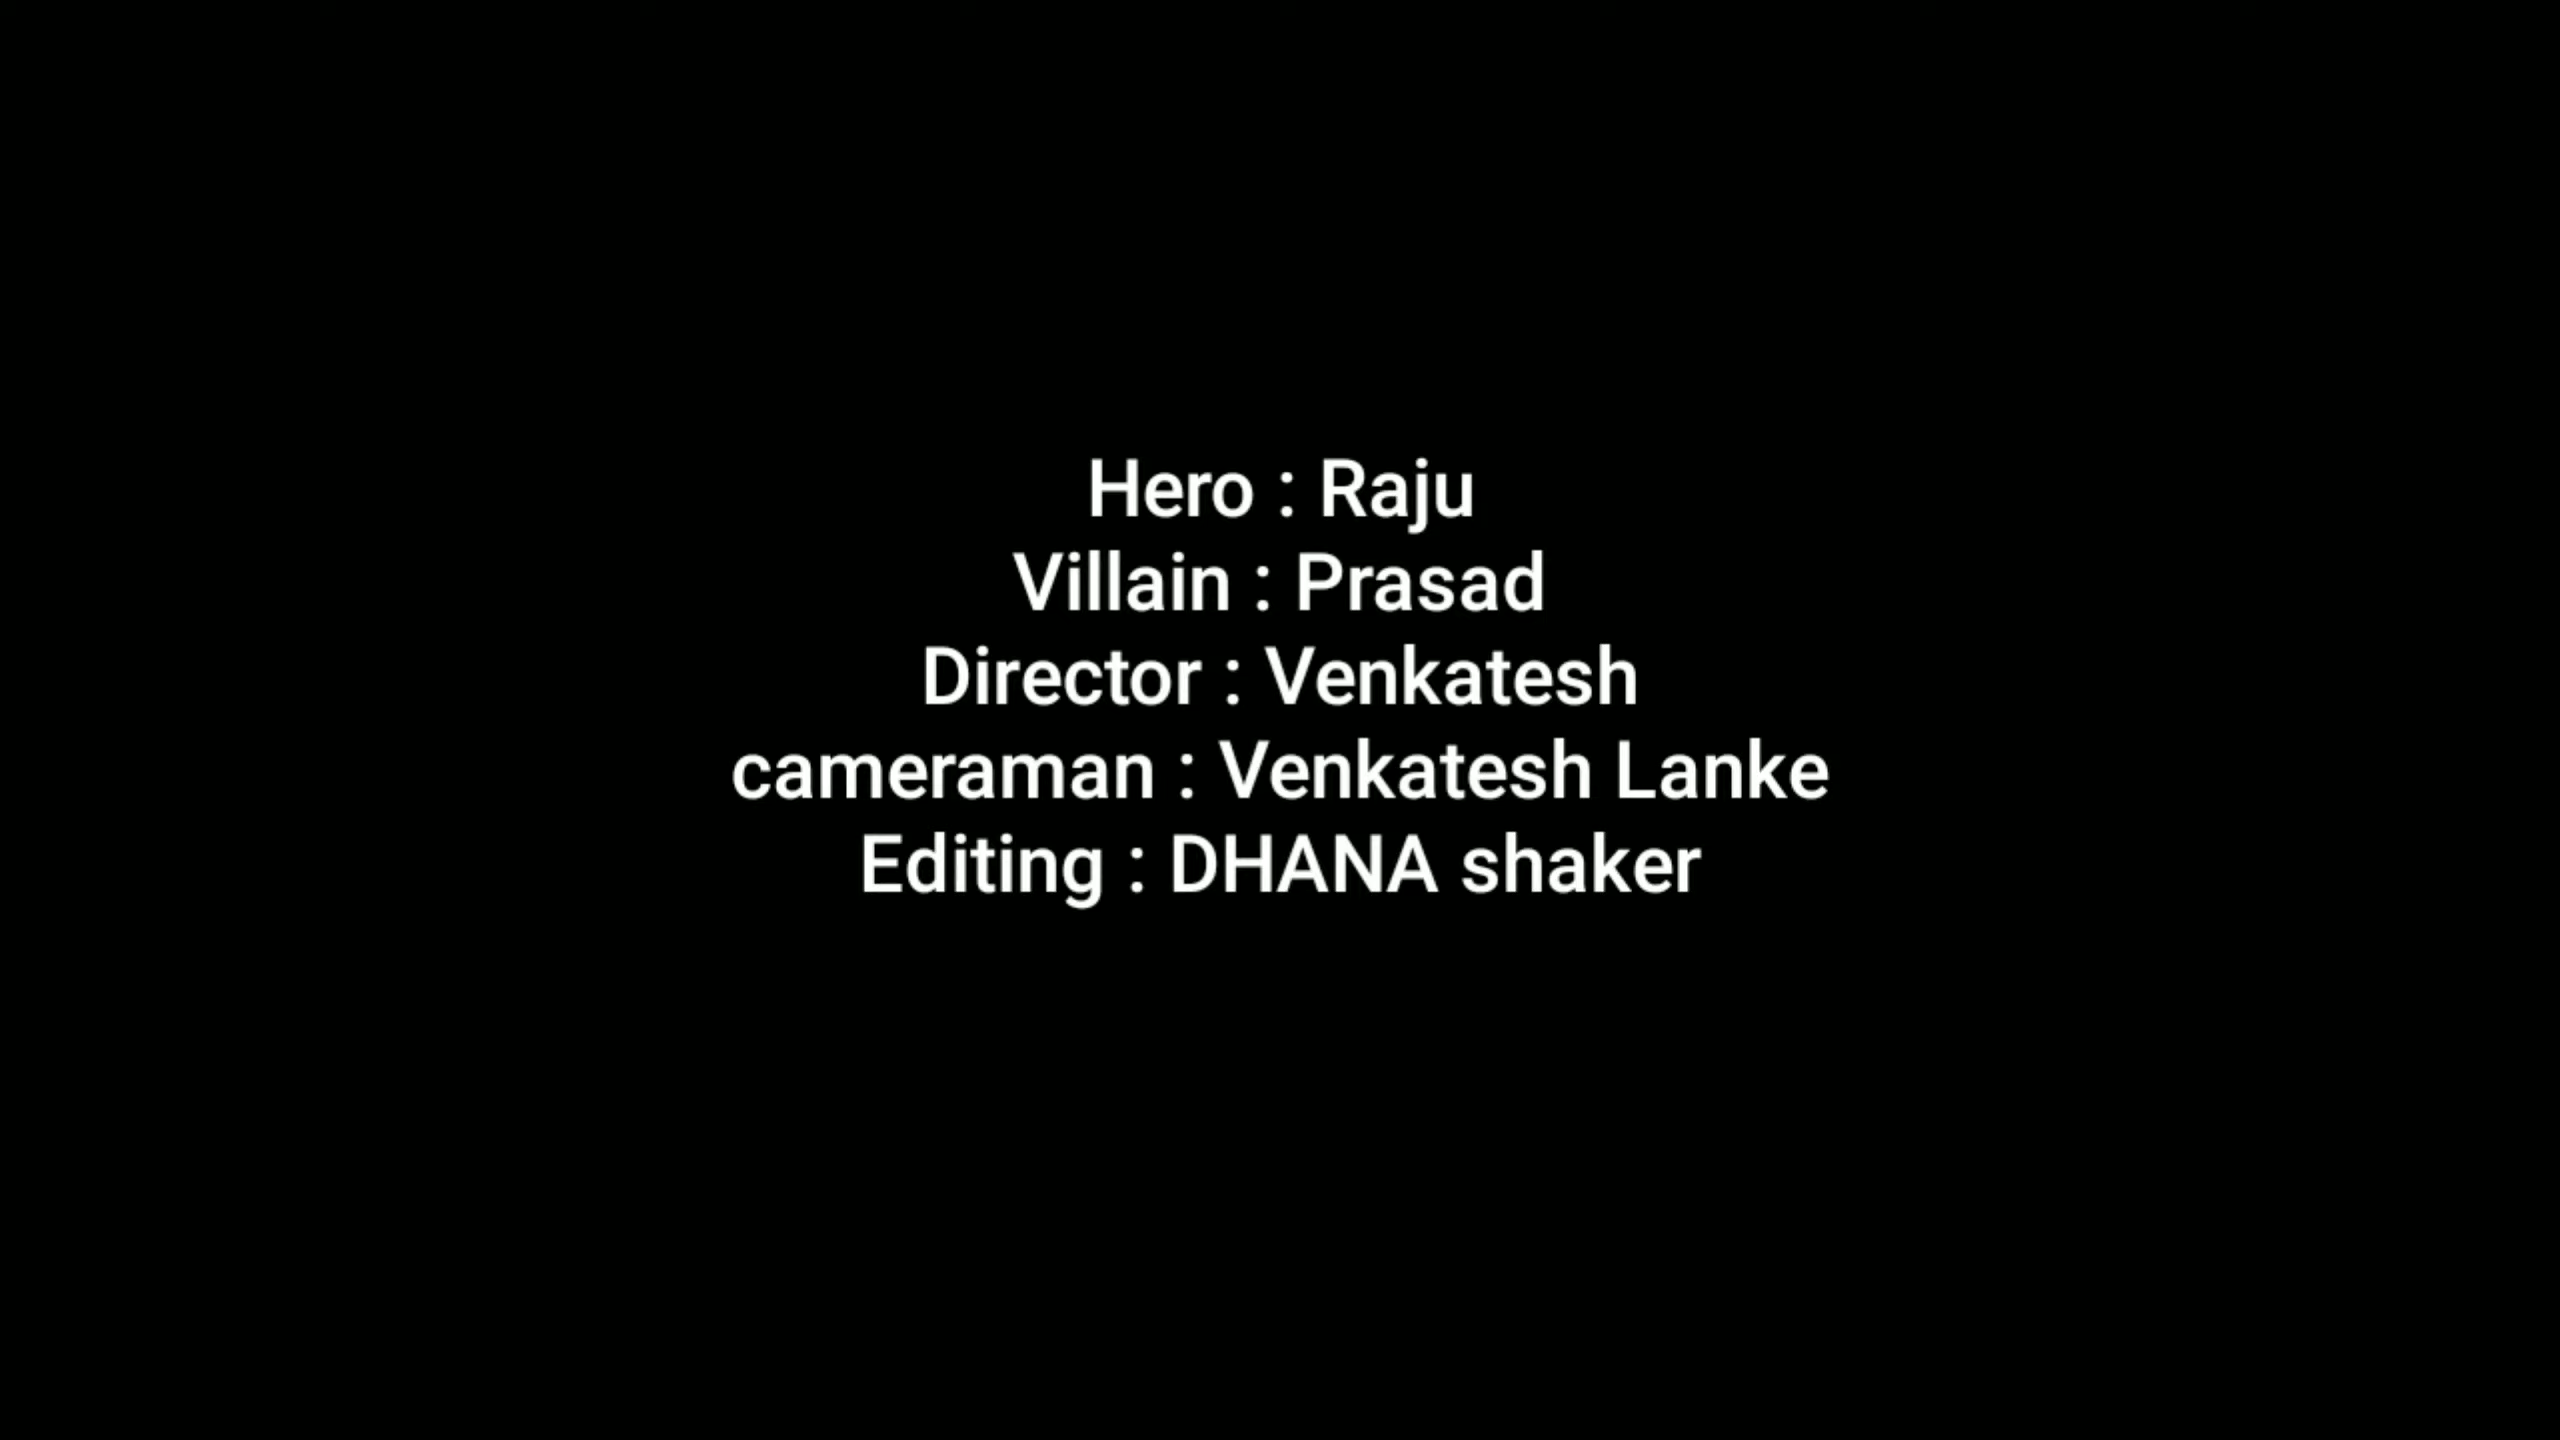 Hero : Raju
Villain : Prasad
Director : Venkatesh
cameraman : Venkatesh Lanke
Editing : DHANA shaker